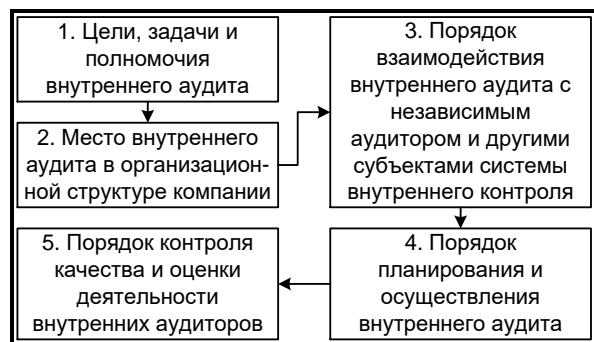 1. Цели, задачи и
полномочия
внутреннего аудита
2. Место внутреннего
аудита в организацион-
ной структуре компании
3. Порядок
взаимодействия
внутреннего аудита с
независимым
аудитором и другими
субъектами системы
внутреннего контроля
4. Порядок
планирования и
осуществления
внутреннего аудита
5. Порядок контроля
качества и оценки
деятельности
внутренних аудиторов